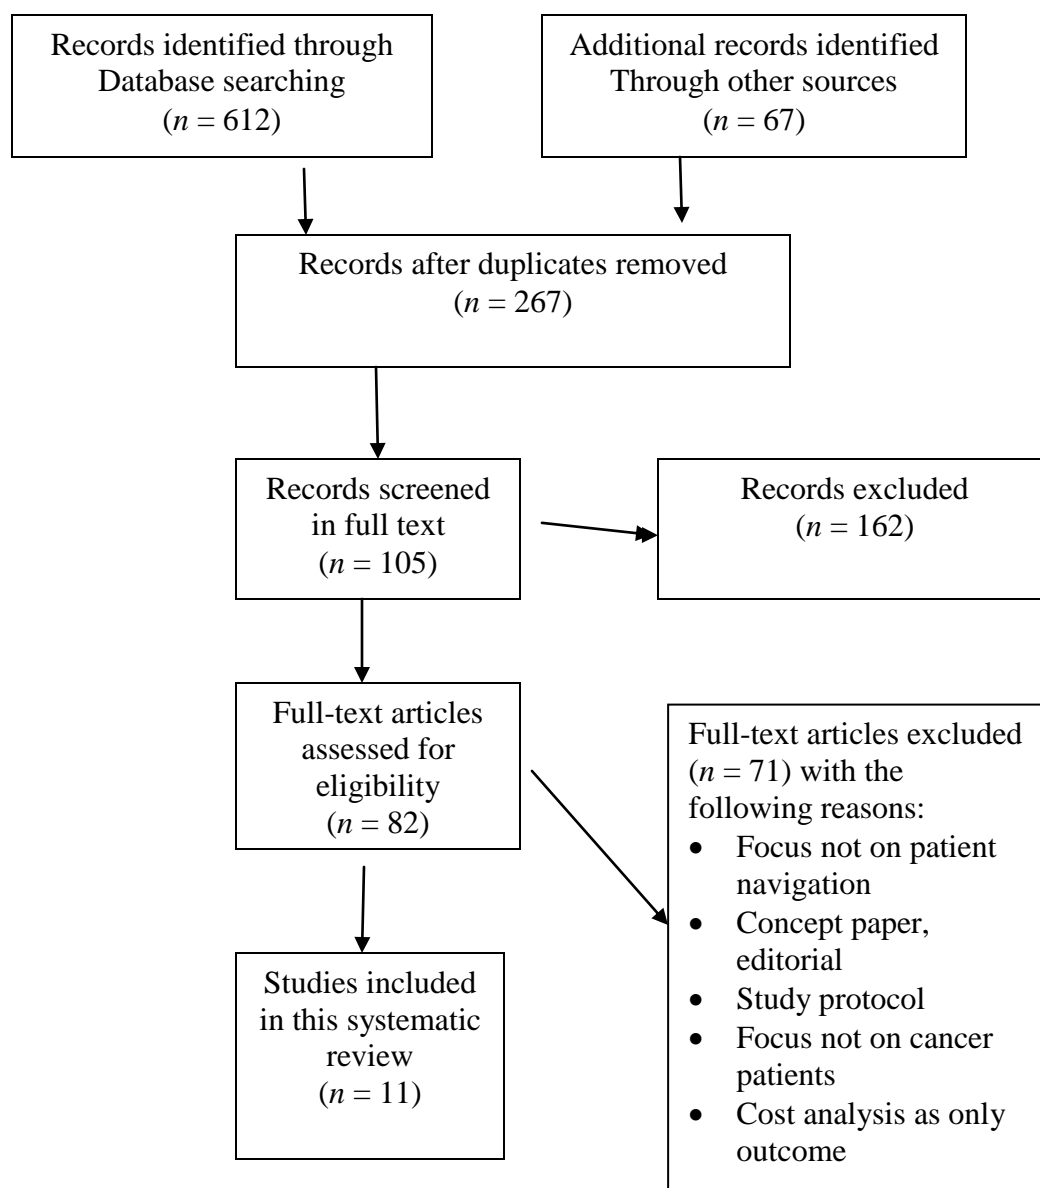 Records identified through
Database searching
(n = 612)
Additional records identified
Through other sources
(n = 67)
Records after duplicates removed
(n = 267)
Records screened
in full text
(n = 105)
Records excluded
(n = 162)
Full-text articles
assessed for
eligibility
(n = 82)
Full-text articles excluded
(n = 71) with the
following reasons:
• Focus not on patient
navigation
• Concept paper,
editorial
• Study protocol
• Focus not on cancer
patients
• Cost analysis as only
outcome
Studies included
in this systematic
review
(n = 11)